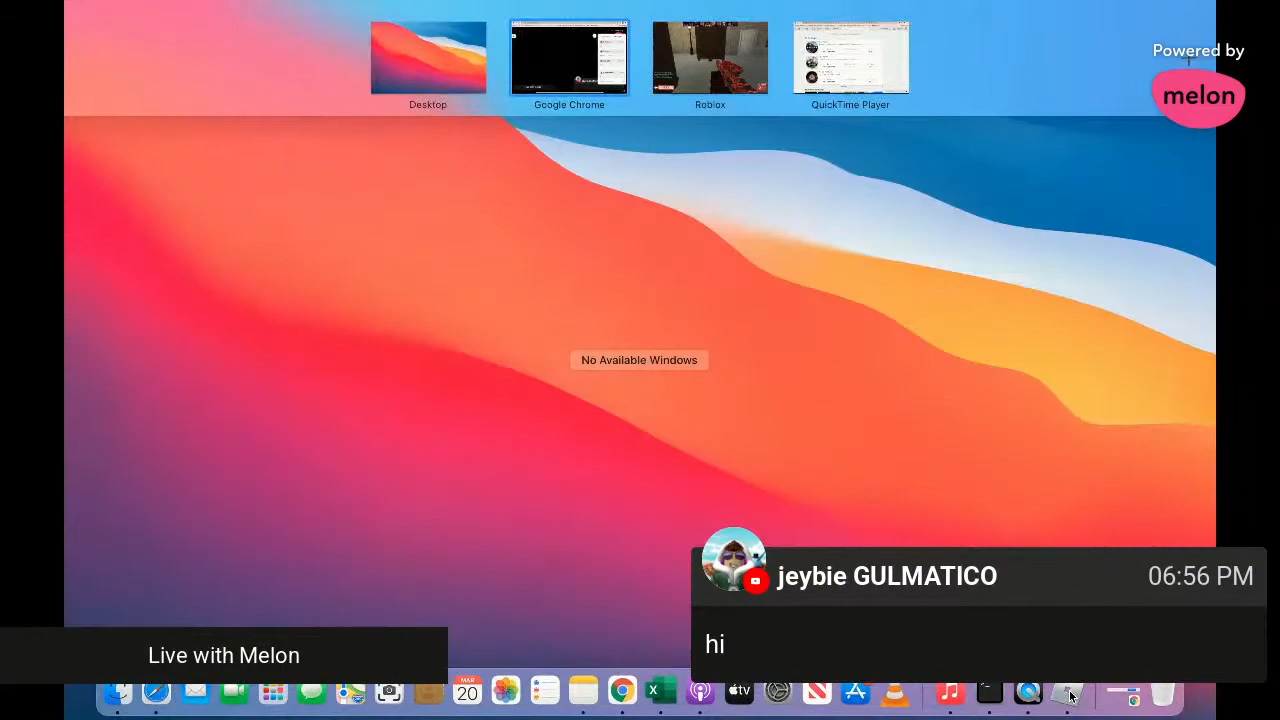 Powered by
melon
Desktop
Google Chrome
Roblox
QuickTime Player
No Available Windows
jeybie GULMATICO
06:56 PM
hi
Live with Melon
MAR
20
tv